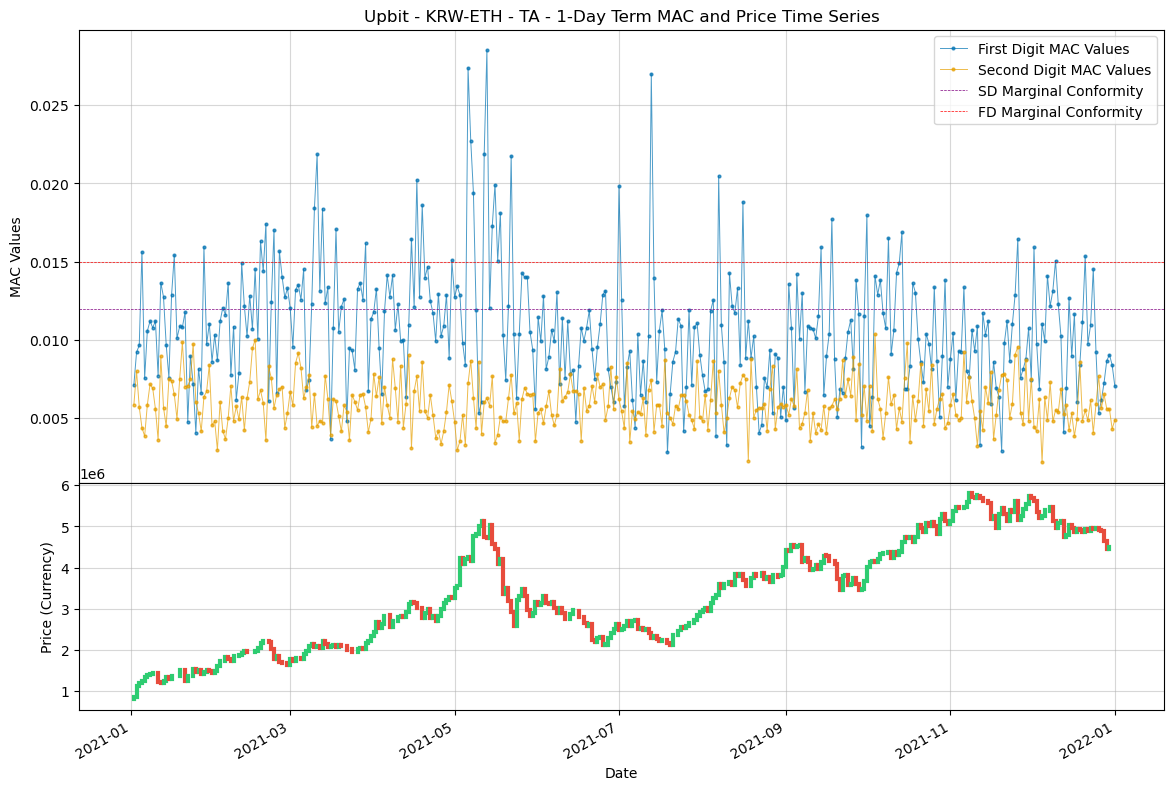 Upbit - KRW-ETH - TA - 1-Day Term MAC and Price Time Series
First Digit MAC Values
Second Digit MAC Values
SD Marginal Conformity
FD Marginal Conformity
MAC Values
0.025
0.020
0.015
0.010
0.005
1e6
Price (Currency)
6
5
4
3
2
1
2021-01
2021-03
2021-05
2021-07
2021-09
2021-11
2022-01
Date